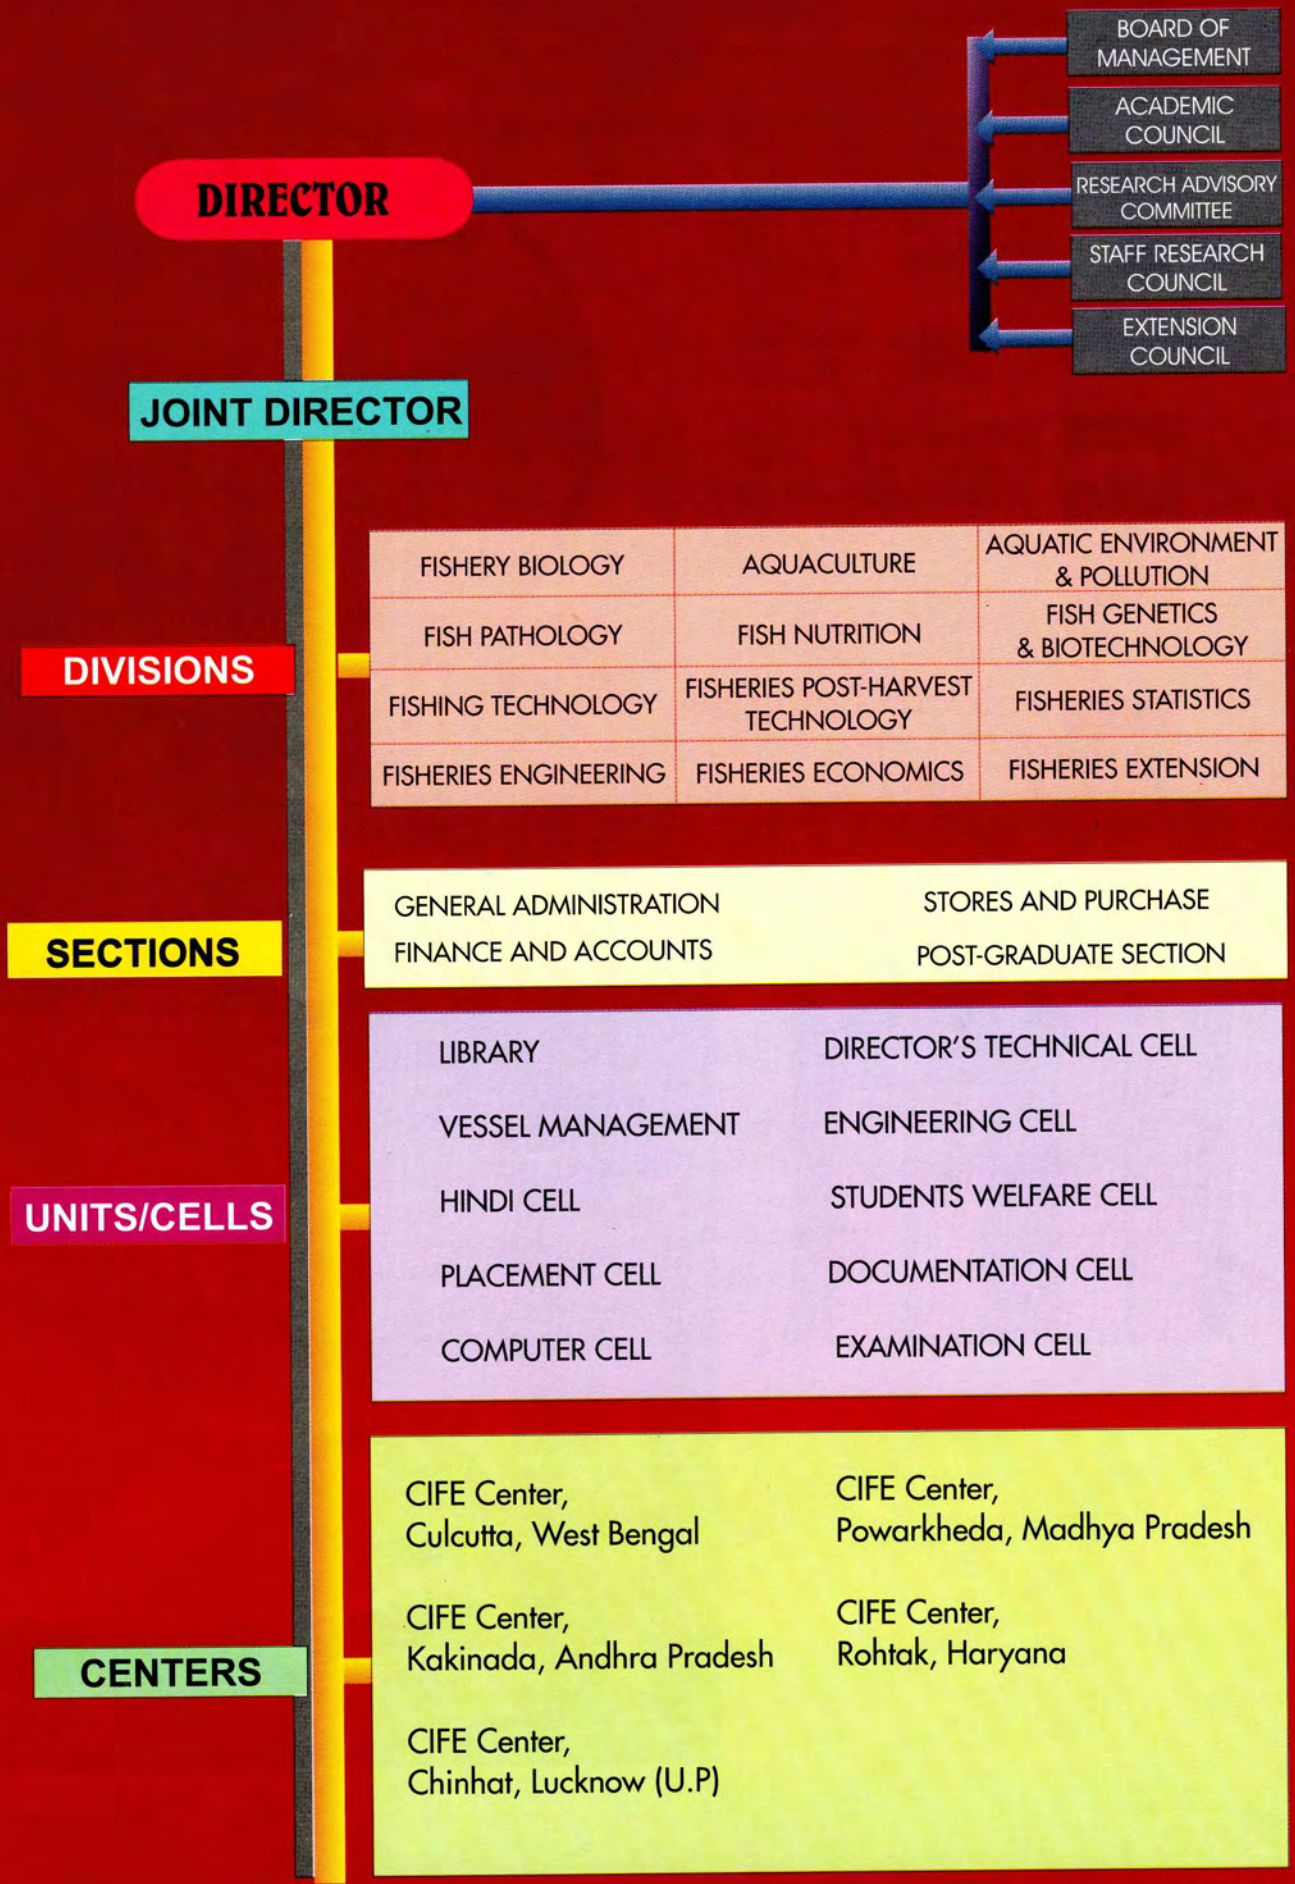 BOARD OF
MANAGEMENT
ACADEMIC
COUNCIL
RESEARCH ADVISORY
COMMITTEE
STAFF RESEARCH
COUNCIL
EXTENSION
COUNCIL
DIRECTOR
JOINT DIRECTOR
DIVISIONS
FISHERY BIOLOGY
AQUACULTURE
AQUATIC ENVIRONMENT
& POLLUTION
FISH PATHOLOGY
FISH NUTRITION
FISH GENETICS
& BIOTECHNOLOGY
FISHING TECHNOLOGY
FISHERIES POST-HARVEST
TECHNOLOGY
FISHERIES STATISTICS
FISHERIES ENGINEERING
FISHERIES ECONOMICS
FISHERIES EXTENSION
SECTIONS
GENERAL ADMINISTRATION
STORES AND PURCHASE
FINANCE AND ACCOUNTS
POST-GRADUATE SECTION
UNITS/CELLS
LIBRARY
DIRECTOR'S TECHNICAL CELL
VESSEL MANAGEMENT
ENGINEERING CELL
HINDI CELL
STUDENTS WELFARE CELL
PLACEMENT CELL
DOCUMENTATION CELL
COMPUTER CELL
EXAMINATION CELL
CENTERS
CIFE Center,
Culcutta, West Bengal
CIFE Center,
Powarkheda, Madhya Pradesh
CIFE Center,
Kakinada, Andhra Pradesh
CIFE Center,
Rohtak, Haryana
CIFE Center,
Chinhat, Lucknow (U.P)